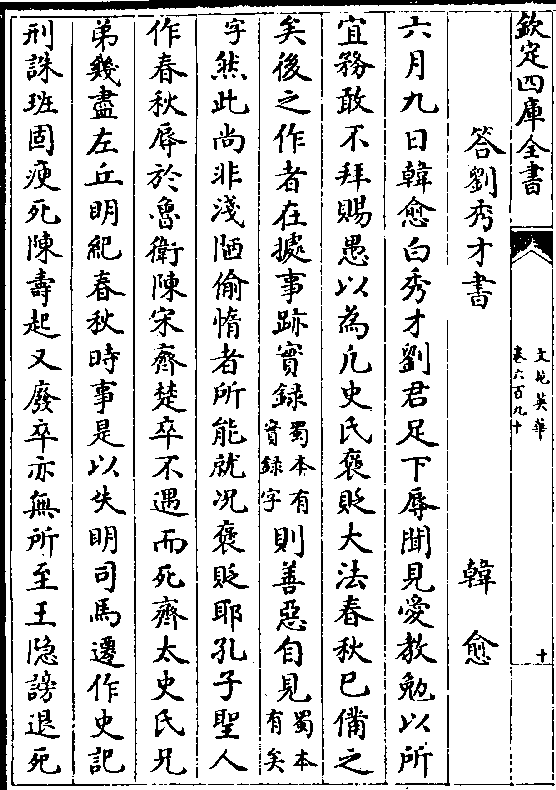 欽定四庫全書
文苑英華
卷六百九十
十
答劉秀才書 韓愈
六月九日韓愈白秀才劉君足下辱聞見愛教勉以所
宜務敢不拜賜愚以為凡史氏褒貶大法春秋已備之
矣後之作者在據事跡實録蜀本有實録字則善惡自見蜀本有矣
字然此尚非淺陋偷惰者所能就况褒貶耶孔子聖人
作春秋辱於魯衛陳宋齊楚卒不遇而死齊太史氏兄
弟幾盡左丘明紀春秋時事是以失明司馬遷作史記
刑誅班固瘐死陳壽起又廢卒亦無所至王隐謗退死